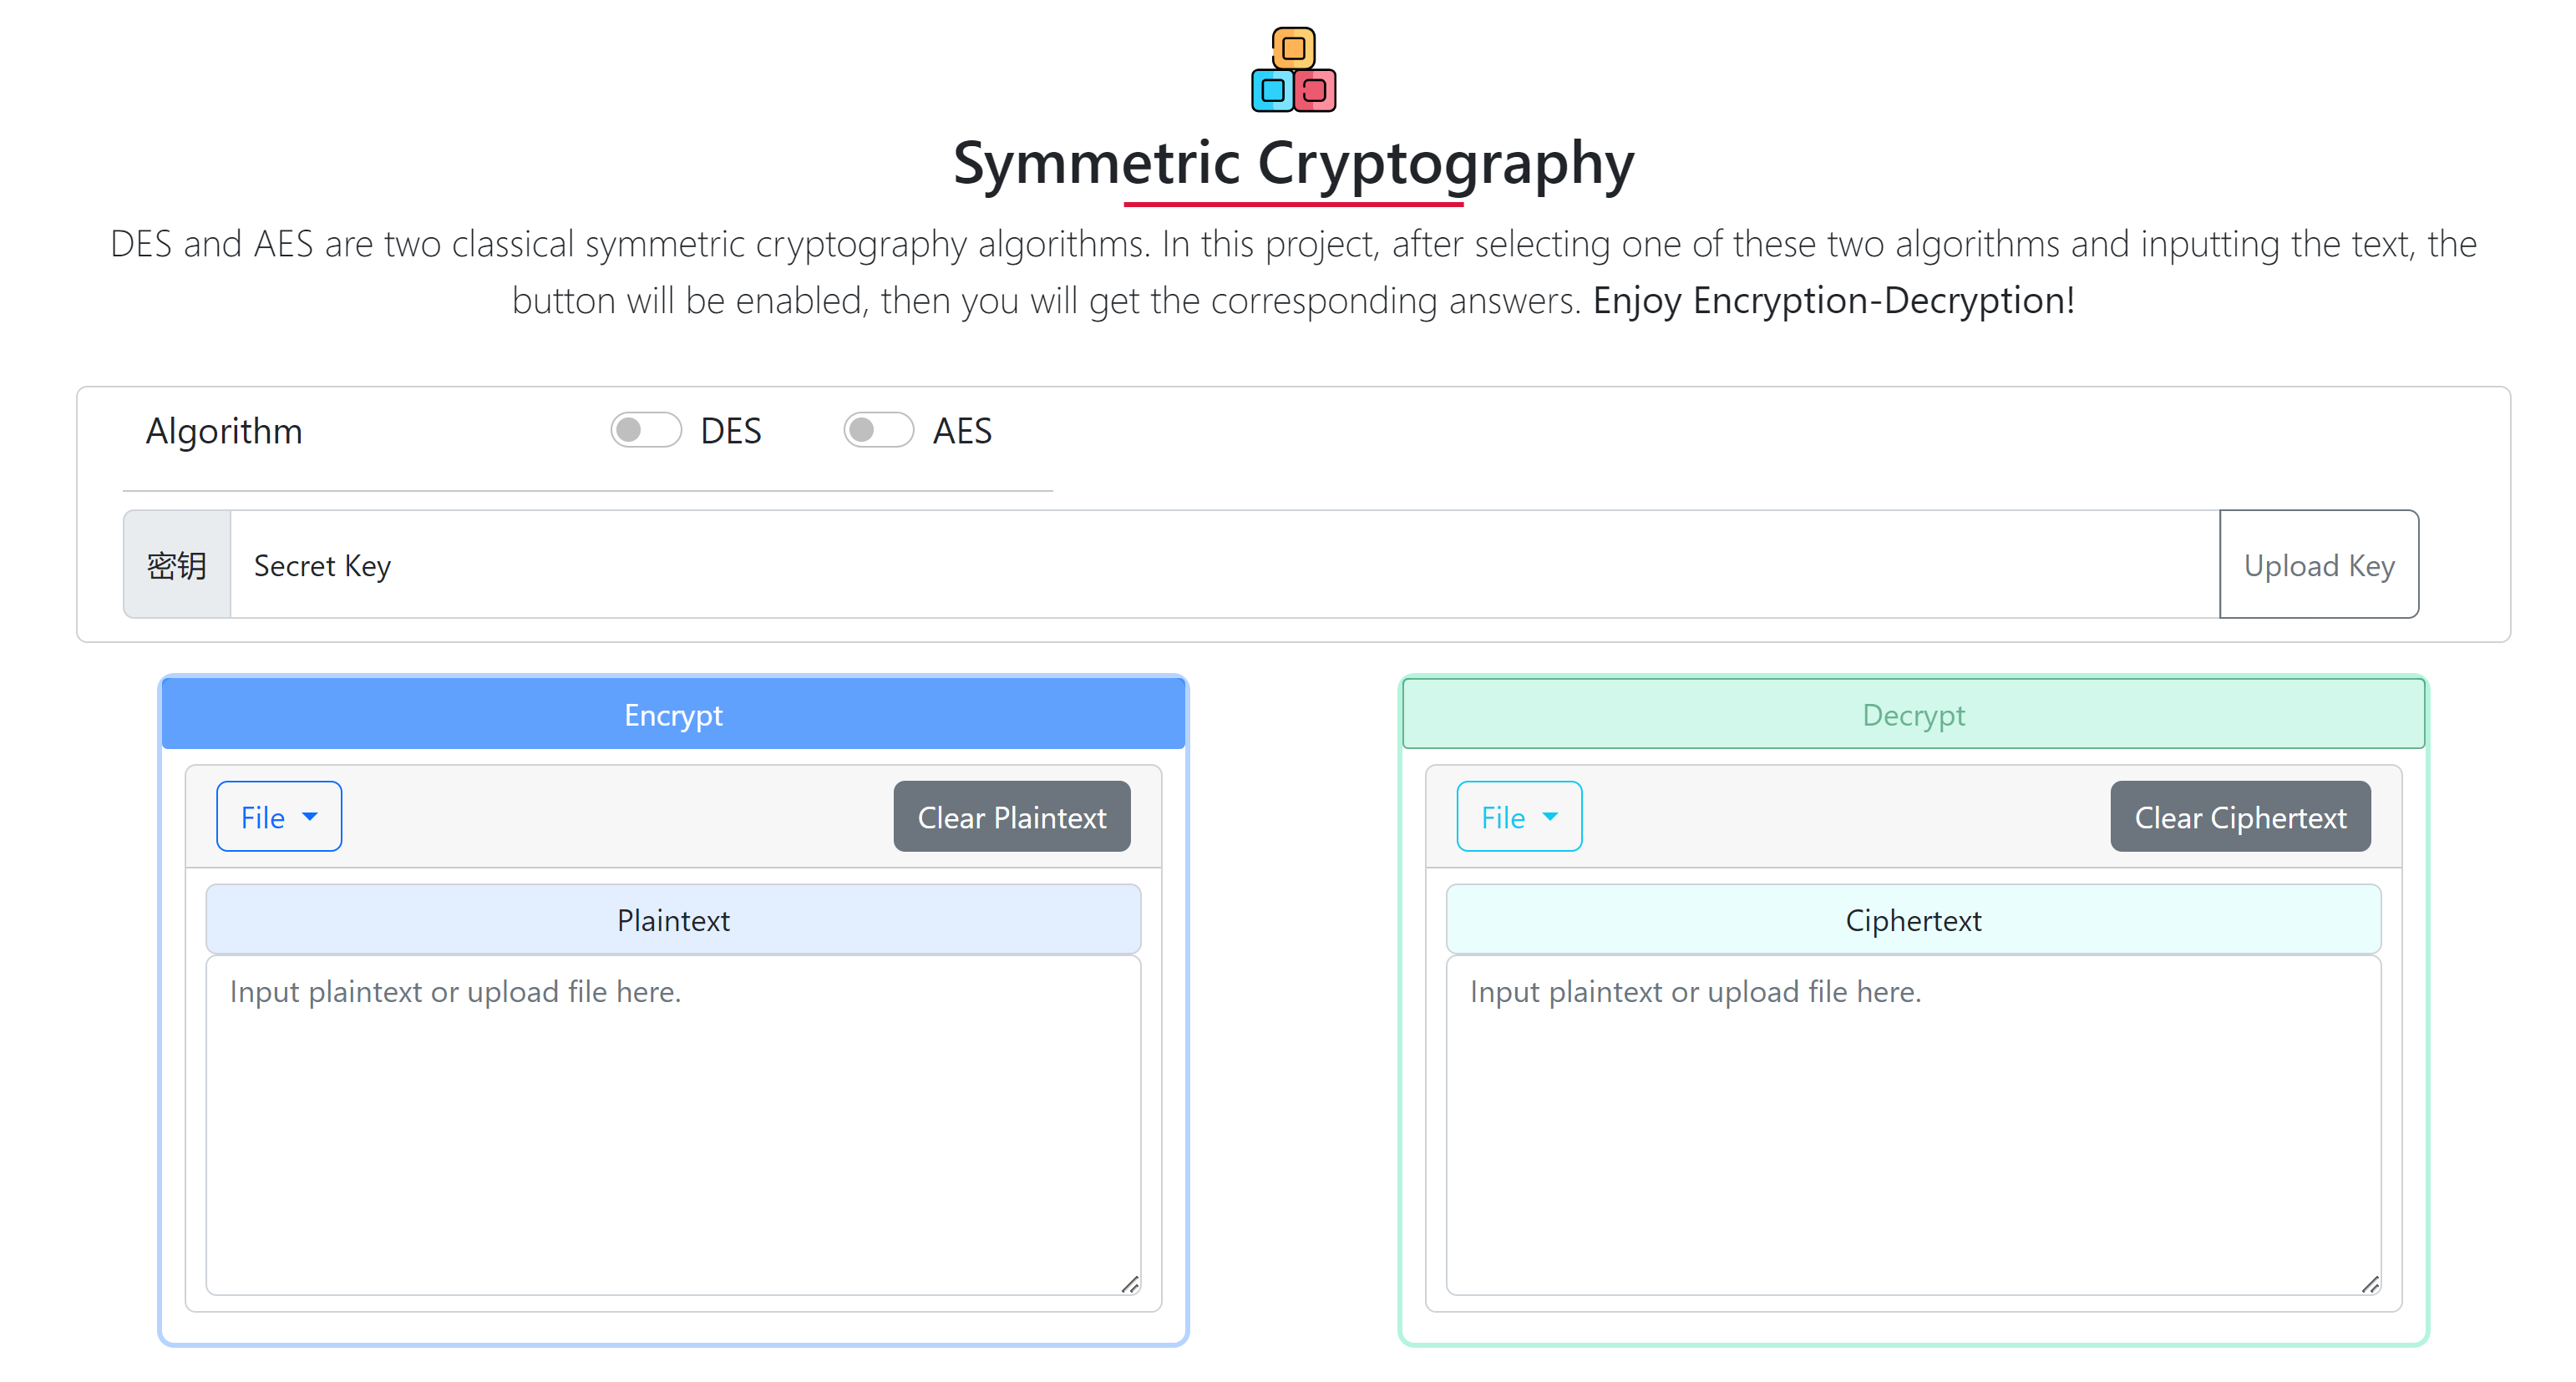 Symmetric Cryptography
DES and AES are two classical symmetric cryptography algorithms. In this project, after selecting one of these two algorithms and inputting the text, the
button will be enabled, then you will get the corresponding answers. Enjoy Encryption-Decryption!
Algorithm DES AES
密钥 Secret Key Upload Key
Encrypt
File Clear Plaintext
Plaintext
Input plaintext or upload file here.
Decrypt
File Clear Ciphertext
Ciphertext
Input plaintext or upload file here.